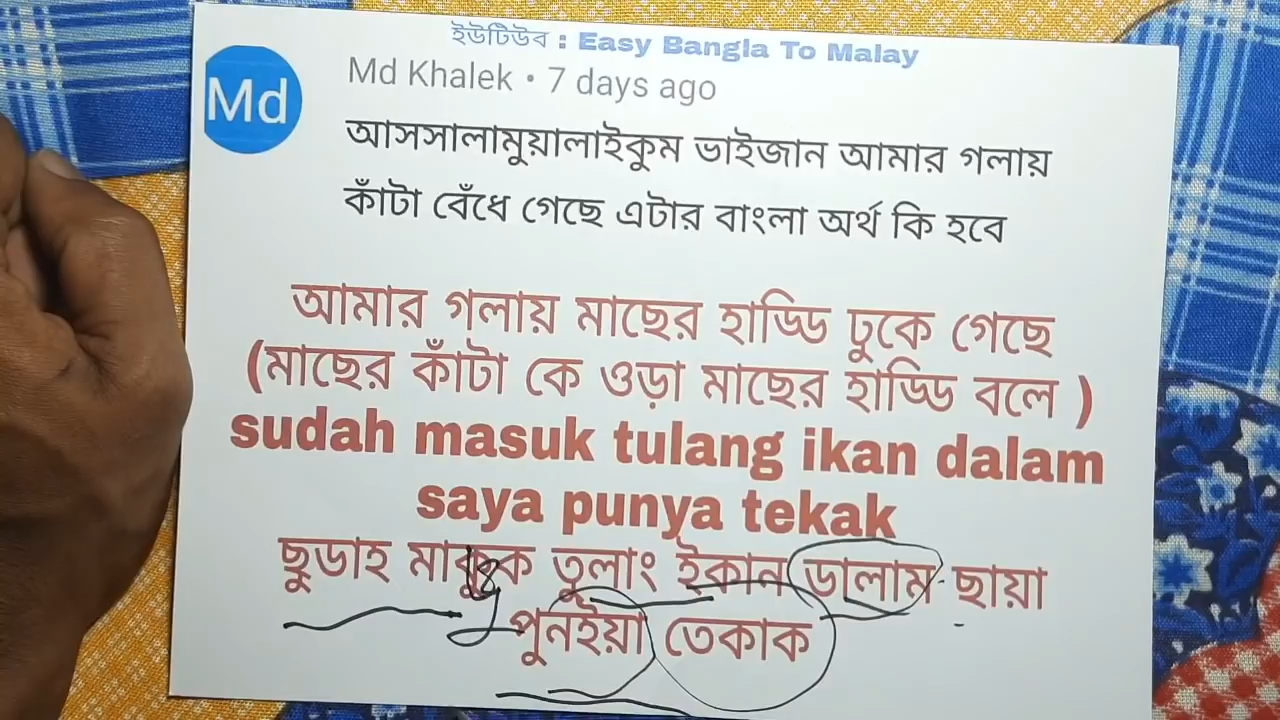 ইউটিউব : Easy Bangla To Malay
Md
Md Khalek • 7 days ago
আসসালামুয়ালাইকুম ভাইজান আমার গলায়
কাঁটা বেঁধে গেছে এটার বাংলা অর্থ কি হবে
আমার গলায় মাছের হাড্ডি ঢুকে গেছে
(মাছের কাঁটা কে ওড়া মাছের হাড্ডি বলে )
sudah masuk tulang ikan dalam
saya punya tekak
ছুডাহ মাছুক তুলাং ইকান ডালাম ছায়া
পুনইয়া তেকাক